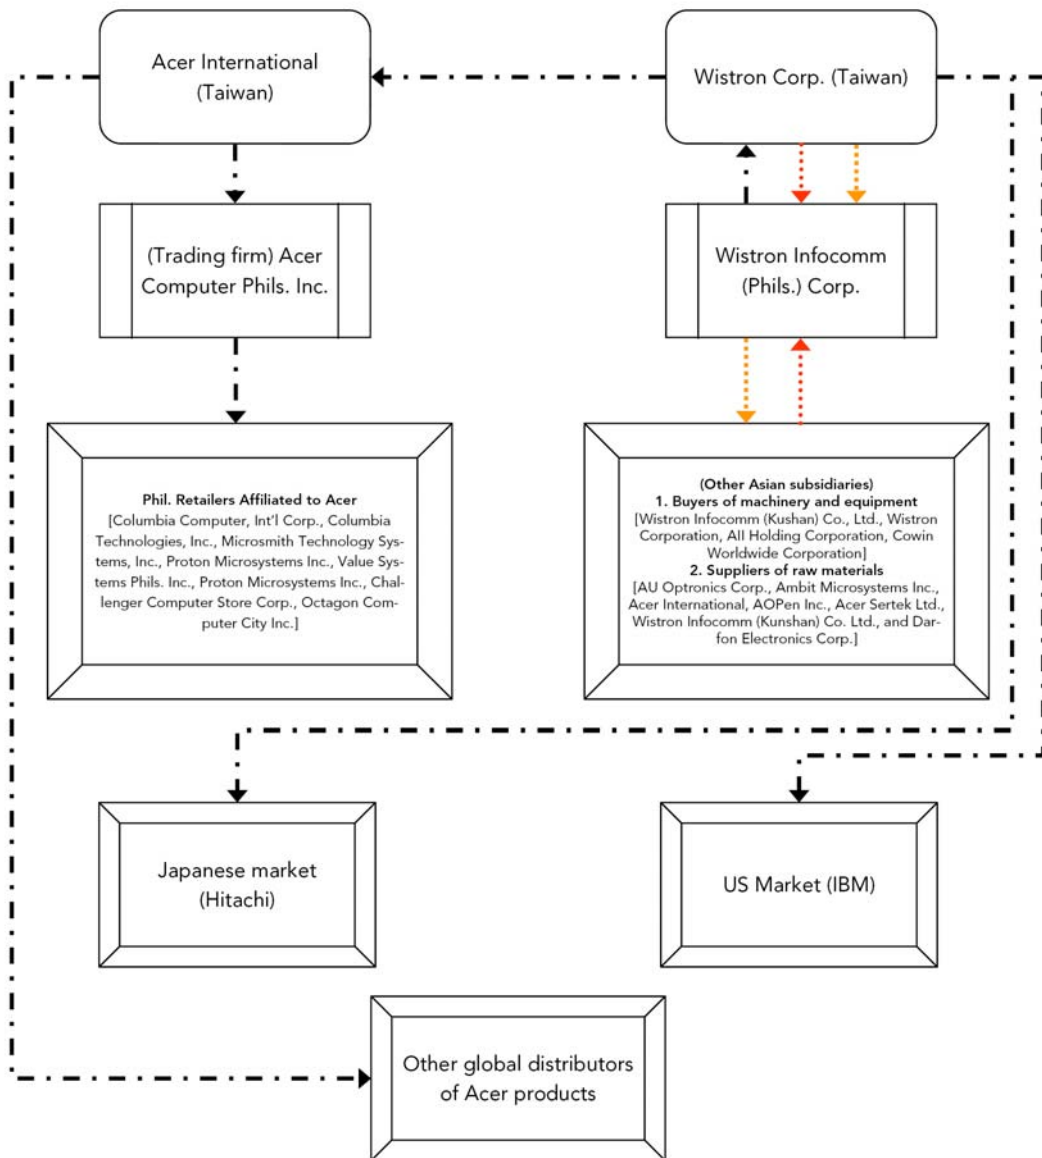 Acer International
(Taiwan)
Wistron Corp. (Taiwan)
(Trading firm) Acer
Computer Phils. Inc.
Wistron Infocomm
(Phils.) Corp.
Phil. Retailers Affiliated to Acer
[Columbia Computer, Int'l Corp., Columbia
Technologies, Inc., Microsmith Technology Sys-
tems, Inc., Proton Microsystems Inc., Value Sys-
tems Phils. Inc., Proton Microsystems Inc., Chal-
lenger Computer Store Corp., Octagon Com-
puter City Inc.]
(Other Asian subsidiaries)
1. Buyers of machinery and equipment
[Wistron Infocomm (Kushan) Co., Ltd., Wistron
Corporation, All Holding Corporation, Cowin
Worldwide Corporation]
2. Suppliers of raw materials
[AU Optronics Corp., Ambit Microsystems Inc.,
Acer International, AOPen Inc., Acer Sertek Ltd.,
Wistron Infocomm (Kunshan) Co. Ltd., and Dar-
fon Electronics Corp.]
Japanese market
(Hitachi)
US Market (IBM)
Other global distributors
of Acer products